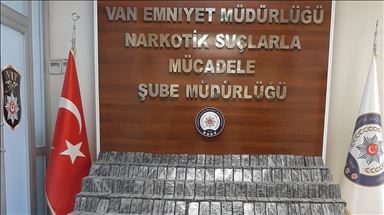 VAN EMNİYET MÜDÜRLÜĞÜ
NARKOTİK SUÇLARLA
MÜCADELE
ŞUBE MÜDÜRLÜĞÜ